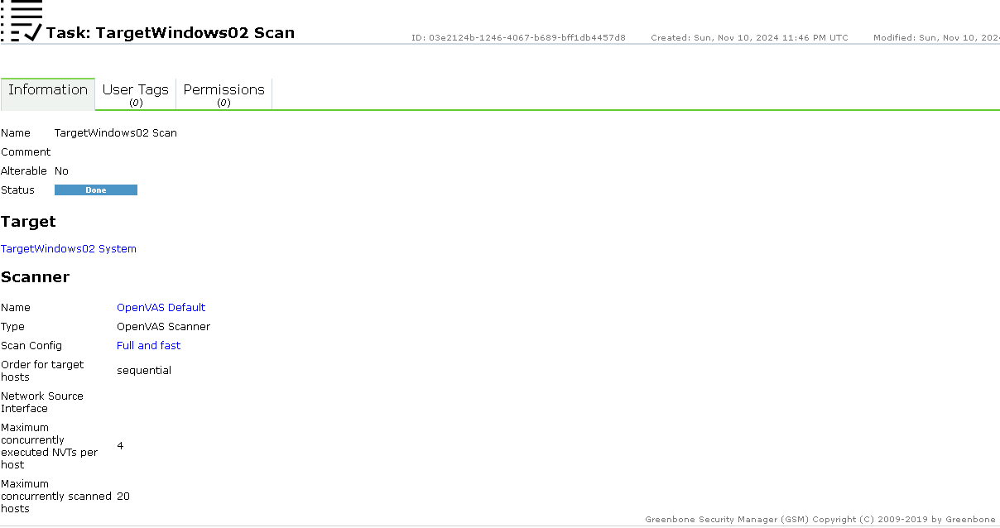 Task: TargetWindows02 Scan
ID: 03e2124b-1246-4067-b689-bff1db4457d8 Created: Sun, Nov 10, 2024 11:46 PM UTC Modified: Sun, Nov 10, 202
Information User Tags Permissions
(0) (0)
Name TargetWindows02 Scan
Comment
Alterable No
Status Done
Target
TargetWindows02 System
Scanner
Name OpenVAS Default
Type OpenVAS Scanner
Scan Config Full and fast
Order for target
hosts sequential
Network Source
Interface
Maximum
concurrently
executed NVTs per
host 4
Maximum
concurrently scanned 20
hosts
Greenbone Security Manager (GSM) Copyright (C) 2009-2019 by Greenbone